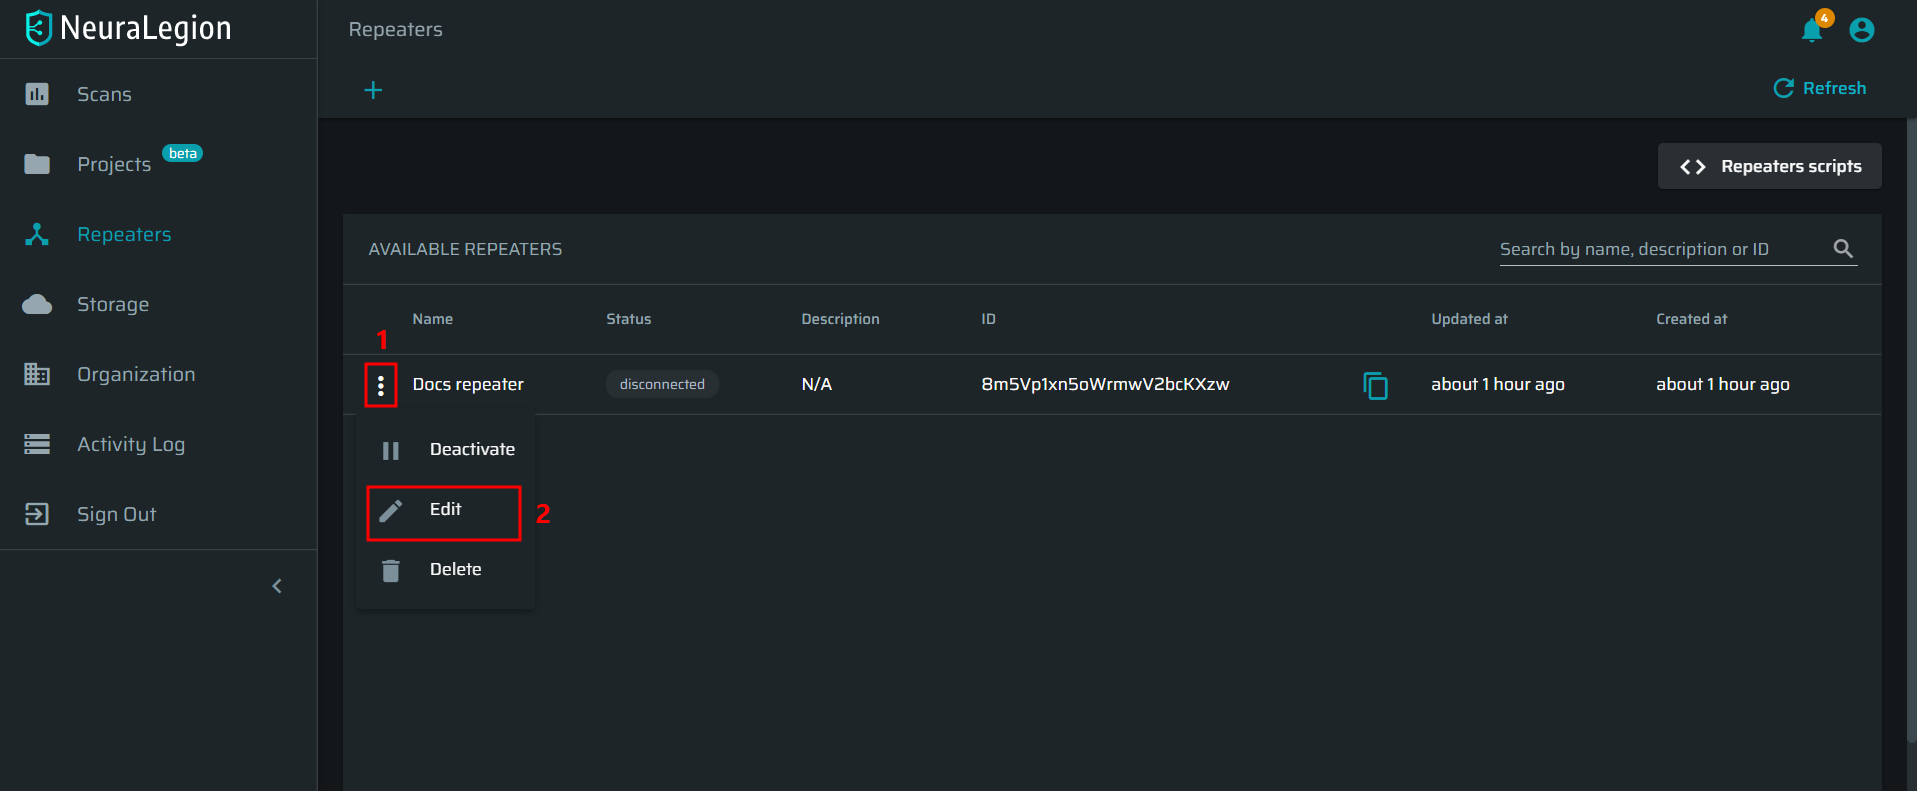 NeuraLegion
Scans
Projects beta
Repeaters
Storage
Organization
Activity Log
Sign Out
Repeaters
4
Refresh
Repeaters scripts
AVAILABLE REPEATERS
Search by name, description or ID
Name Status Description ID Updated at Created at
1
Docs repeater disconnected N/A 8m5Vp1xn5oWrmwV2bcKXzw about 1 hour ago about 1 hour ago
Deactivate
Edit 2
Delete